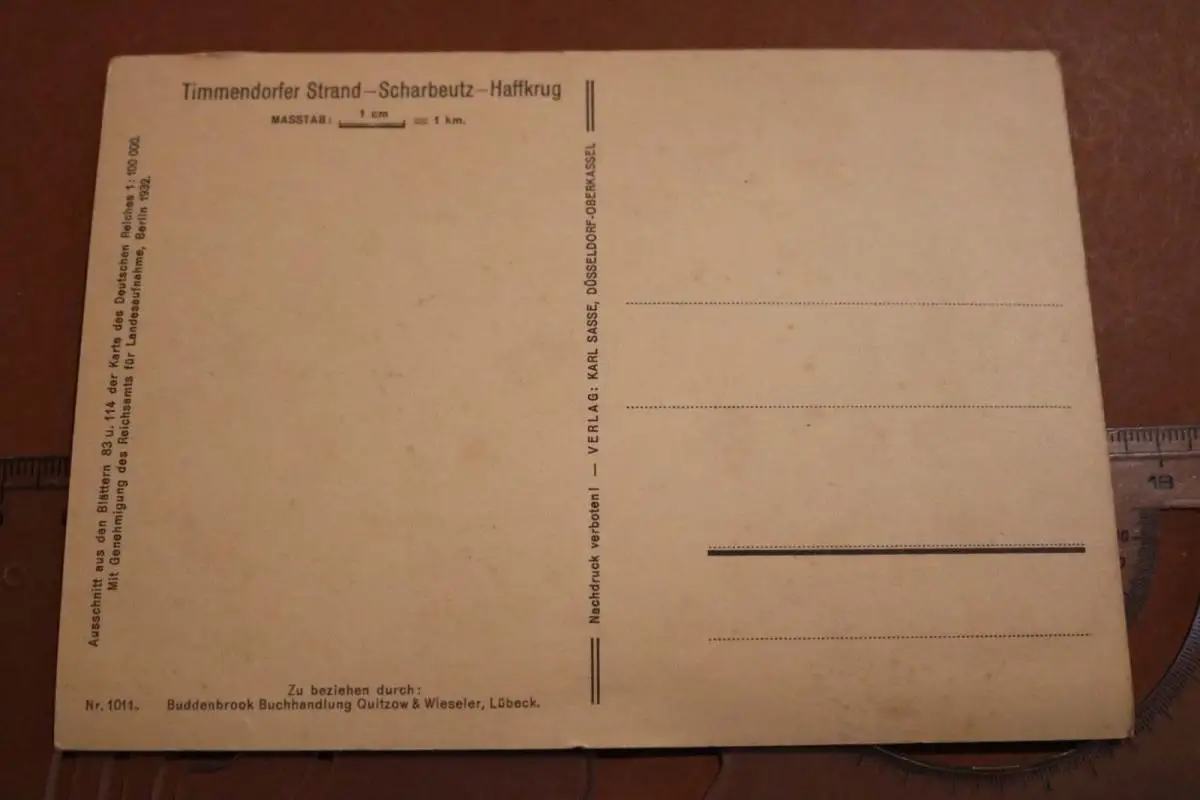 Timmendorfer Strand–Scharbeutz–Haffkrug
MASSTAB: 1 cm = 1 km.
Ausschnitt aus den Blättern 83 u. 114 der Karte des Deutschen Reiches 1:100 000.
Mit Genehmigung des Reichsamts für Landesaufnahme, Berlin 1932.
Zu beziehen durch:
Nr. 1011. Buddenbrook Buchhandlung Quitzow & Wieseler, Lübeck.
Nachdruck verboten! — VERLAG: KARL SASSE, DÜSSELDORF-OBERKASSEL
18